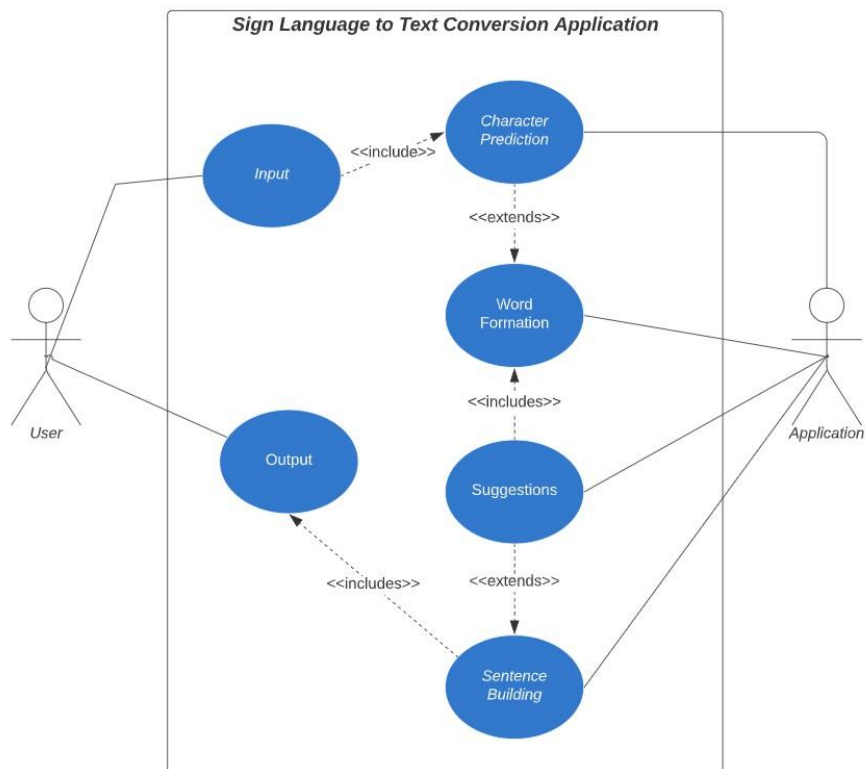 Sign Language to Text Conversion Application
Character
Prediction
<<include>>
Input
<<extends>>
Word
Formation
<<includes>>
User
Application
Output
Suggestions
<<includes>>
<<extends>>
Sentence
Building